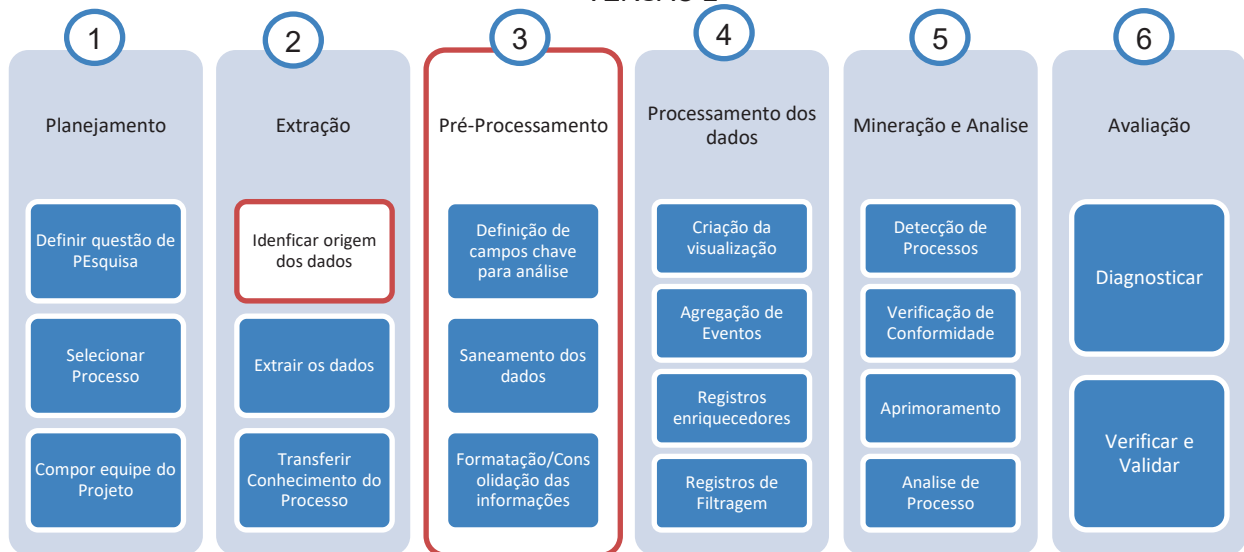 1
Planejamento
Definir questão de
PEsquisa
Selecionar
Processo
Compor equipe do
Projeto
2
Extração
Idenficar origem
dos dados
Extrair os dados
Transferir
Conhecimento do
Processo
3
Pré-Processamento
Definição de
campos chave
para análise
Saneamento dos
dados
Formatação/Cons
olidação das
informações
4
Processamento dos
dados
Criação da
visualização
Agregação de
Eventos
Registros
enriquecedores
Registros de
Filtragem
5
Mineração e Analise
Detecção de
Processos
Verificação de
Conformidade
Aprimoramento
Analise de
Processo
6
Avaliação
Diagnosticar
Verificar e
Validar